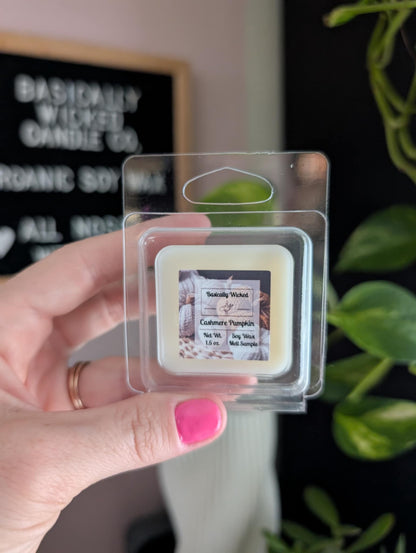 BASICALLY
WICKED
CANDLE CO.
ORGANIC SOY WAX
ALL
Basically Wicked
Cashmere Pumpkin
Net Wt. Soy Wax
1.5 oz. Melt Sample